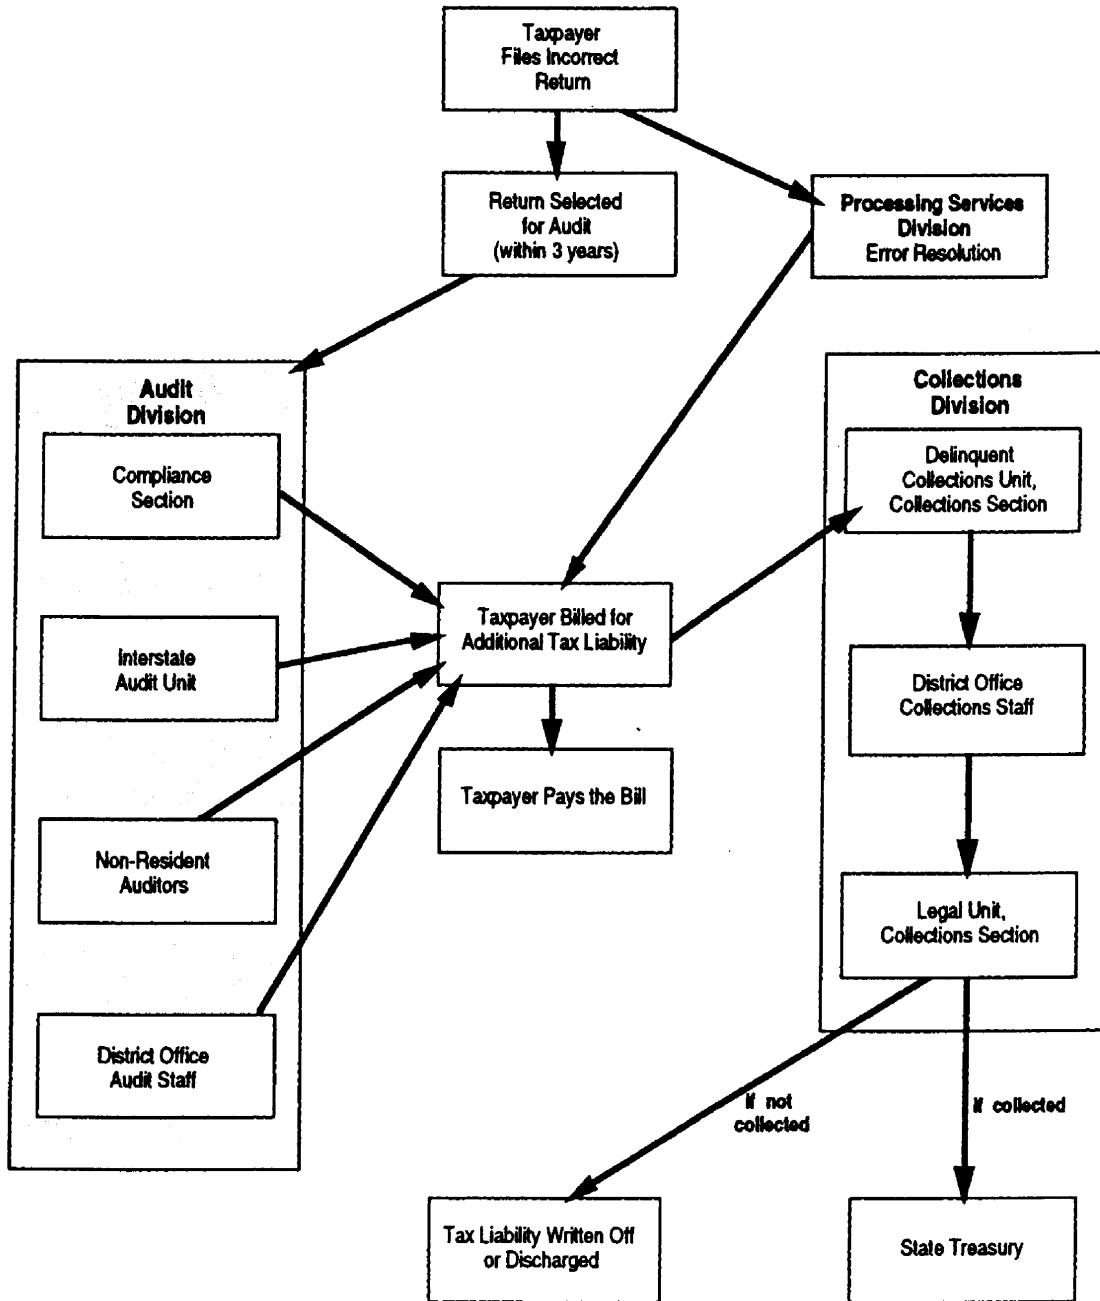 Taxpayer
Files Incorrect
Return
Return Selected
for Audit
(within 3 years)
Processing Services
Division
Error Resolution
Audit
Division
Compliance
Section
Interstate
Audit Unit
Non-Resident
Auditors
District Office
Audit Staff
Taxpayer Billed for
Additional Tax Liability
Taxpayer Pays the Bill
Collections
Division
Delinquent
Collections Unit,
Collections Section
District Office
Collections Staff
Legal Unit,
Collections Section
if not
collected
if collected
Tax Liability Written Off
or Discharged
State Treasury